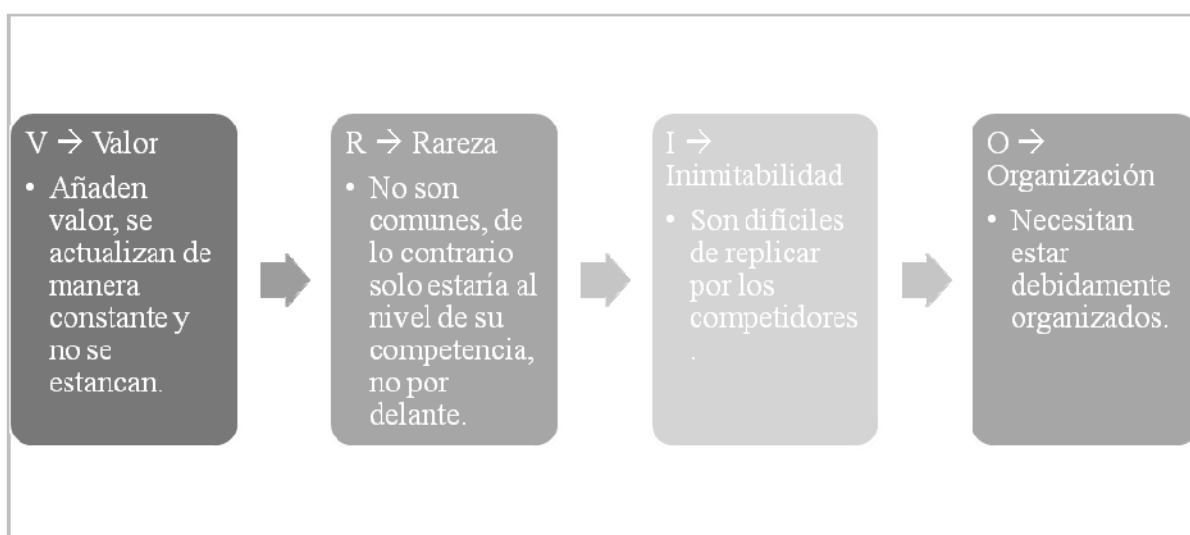 V → Valor
• Añaden
valor, se
actualizan de
manera
constante y
no se
estancan.
R → Rareza
• No son
comunes, de
lo contrario
solo estaría al
nivel de su
competencia,
no por
delante.
I →
Inimitabilidad
• Son difíciles
de replicar
por los
competidores
.
O →
Organización
• Necesitan
estar
debidamente
organizados.